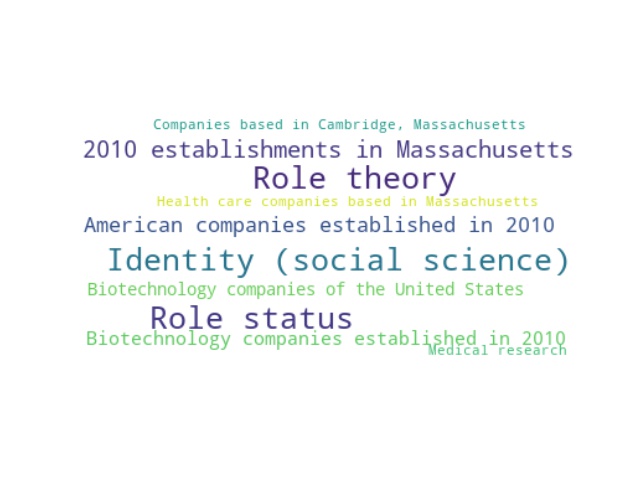 Companies based in Cambridge, Massachusetts
2010 establishments in Massachusetts
Role theory
Health care companies based in Massachusetts
American companies established in 2010
Identity (social science)
Biotechnology companies of the United States
Role status
Biotechnology companies established in 2010
Medical research